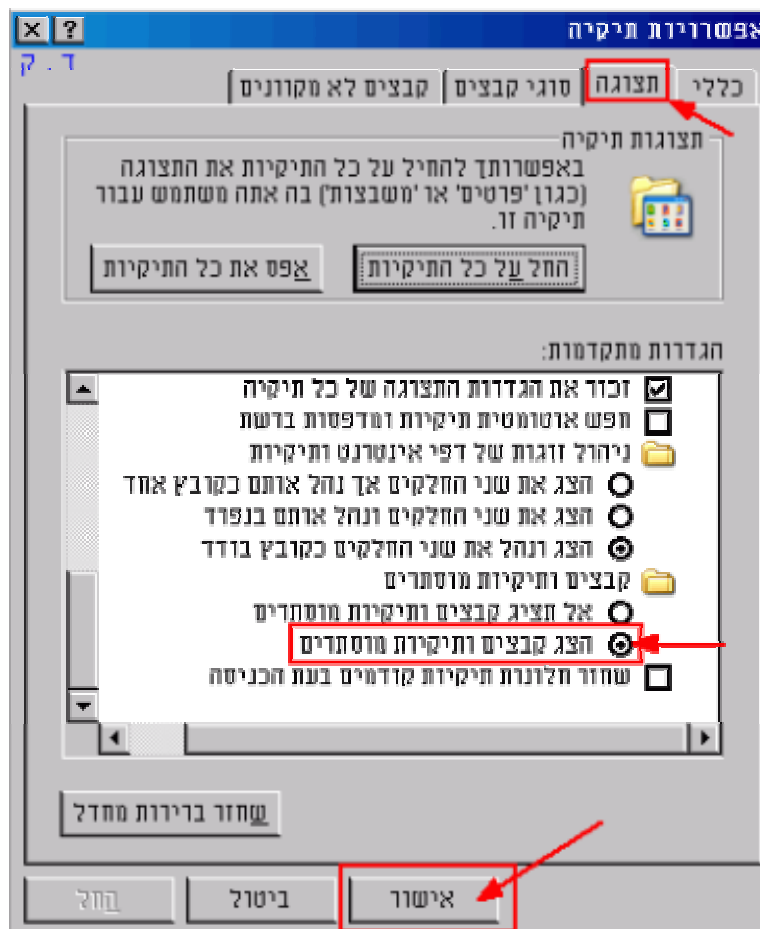 אפשרויות תיקיה
ד . ק
כללי תצוגה סוגי קבצים קבצים לא מקוונים
תצוגות תיקיה
באפשרותך להחיל על כל התיקיות את התצוגה
(כגון 'פרטים' או 'משבצות') בה אתה משתמש עבור
תיקיה זו.
החל על כל התיקיות אפס את כל התיקיות
הגדרות מתקדמות:
זכור את הגדרות התצוגה של כל תיקיה
חפש אוטומטית תיקיות ומדפסות ברשת
ניהול זוגות של דפי אינטרנט ותיקיות
הצג את שני החלקים אך נהל אותם כקובץ אחד
הצג את שני החלקים ונהל אותם בנפרד
הצג ונהל את שני החלקים כקובץ בודד
קבצים ותיקיות מוסתרים
אל תציג קבצים ותיקיות מוסתרים
הצג קבצים ותיקיות מוסתרים
שחזר חלונות תיקיות קודמים בעת הכניסה
שחזר ברירות מחדל
אישור ביטול החל